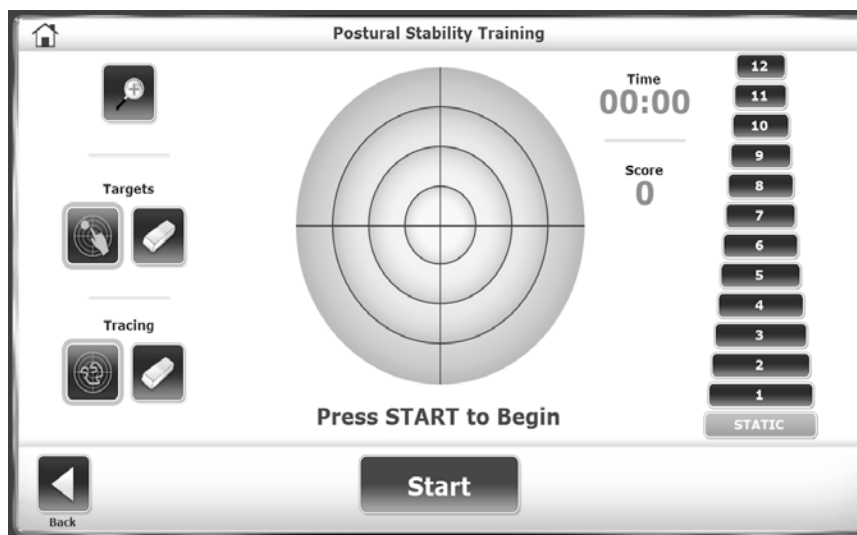 Postural Stability Training
Targets
Tracing
Press START to Begin
Time
00:00
Score
0
12
11
10
9
8
7
6
5
4
3
2
1
STATIC
Back
Start